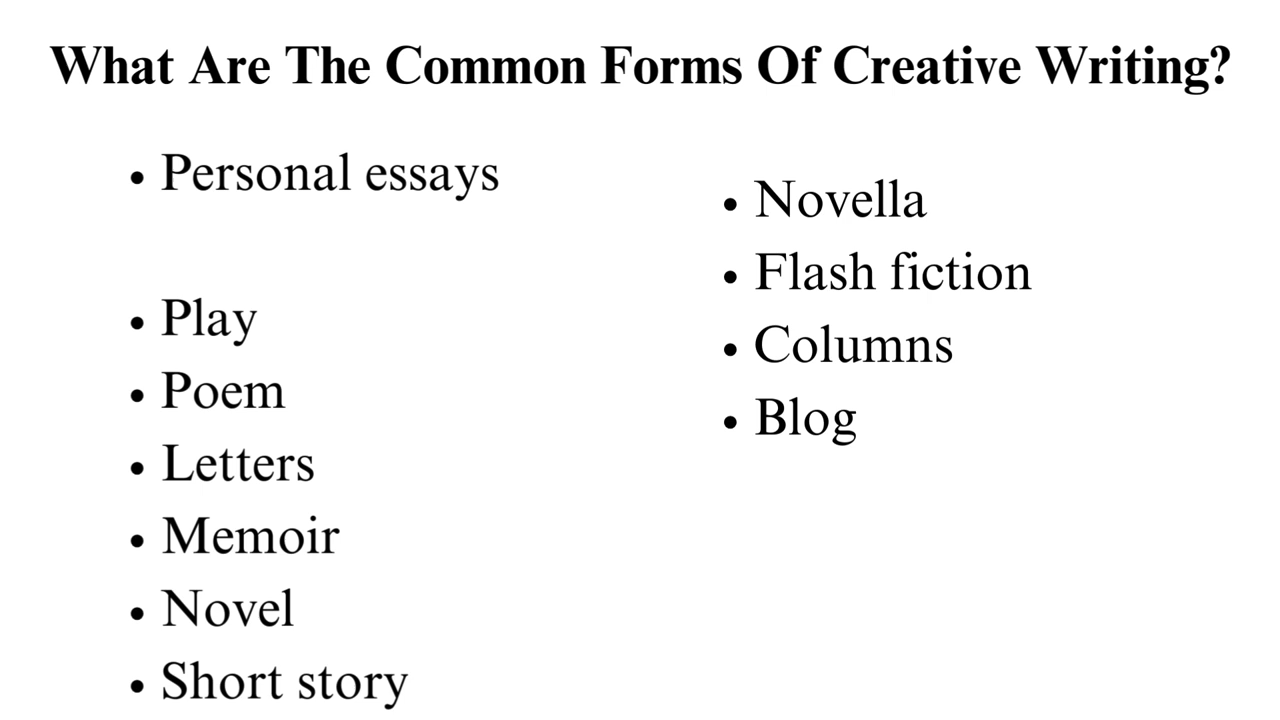 What Are The Common Forms Of Creative Writing?
• Personal essays
• Play
• Poem
• Letters
• Memoir
• Novel
• Short story
• Novella
• Flash fiction
• Columns
• Blog